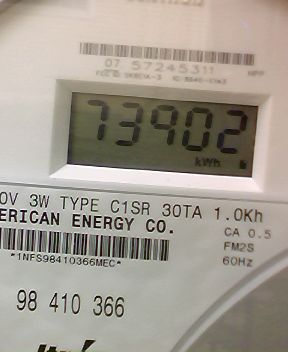 07 57245311
73902
kWh
0V 3W TYPE C1SR 30TA 1.0Kh
ERICAN ENERGY CO.
CA 0.5
FM2S
60Hz
*1NFS98410366MEC*
98 410 366